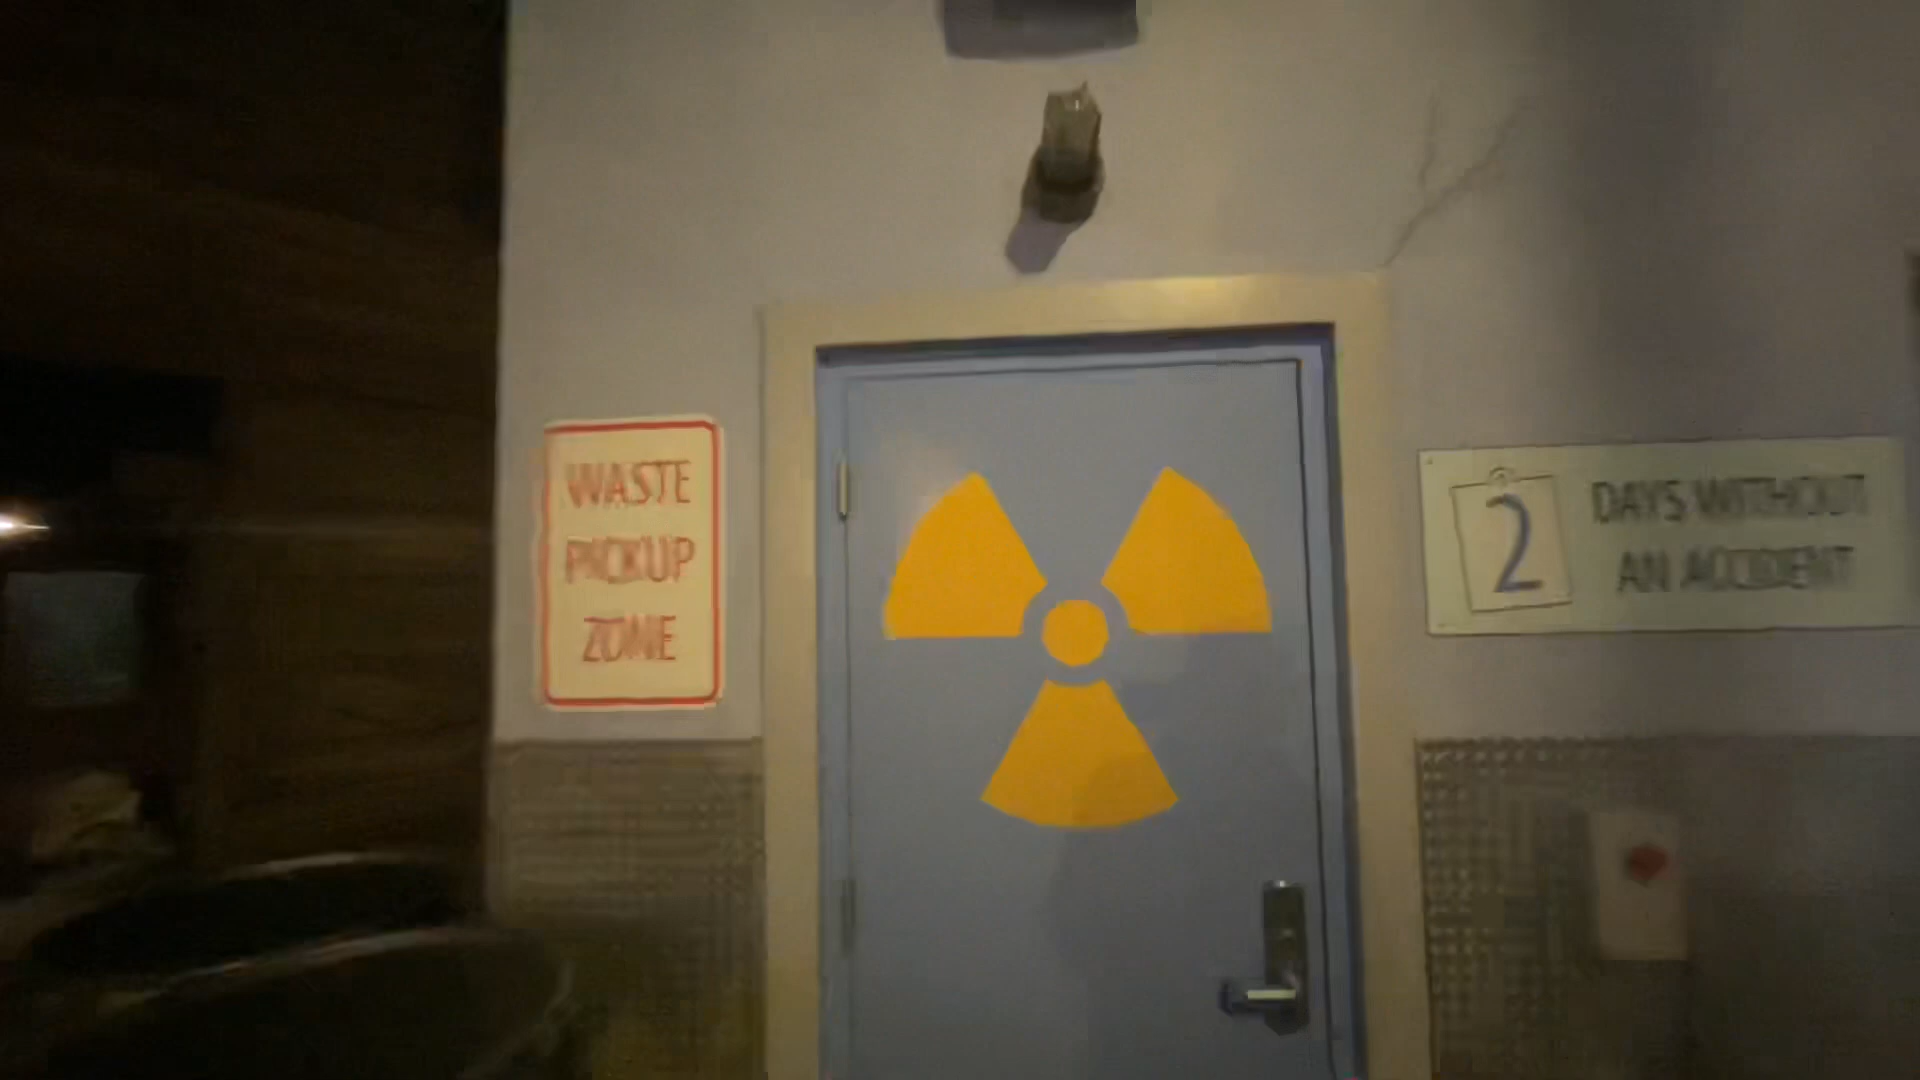 WASTE
PICKUP
ZONE
2
DAYS WITHOUT
AN ACCIDENT